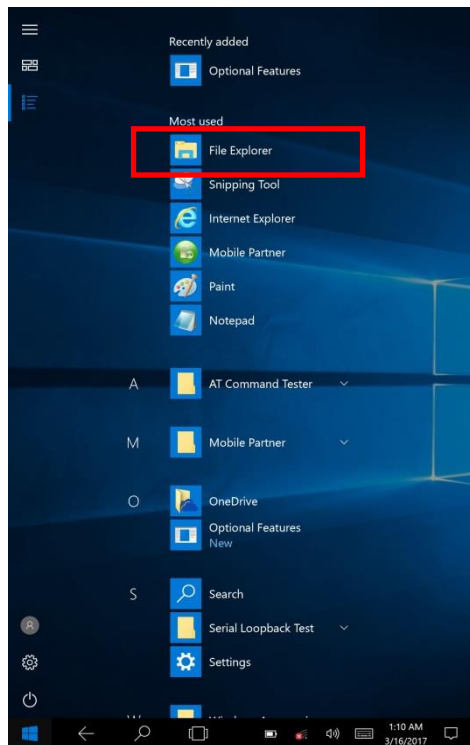 Recently added
Optional Features
Most used
File Explorer
Snipping Tool
Internet Explorer
Mobile Partner
Paint
Notepad
A
AT Command Tester
M
Mobile Partner
O
OneDrive
Optional Features
New
S
Search
Serial Loopback Test
Settings
1:10 AM
3/16/2017